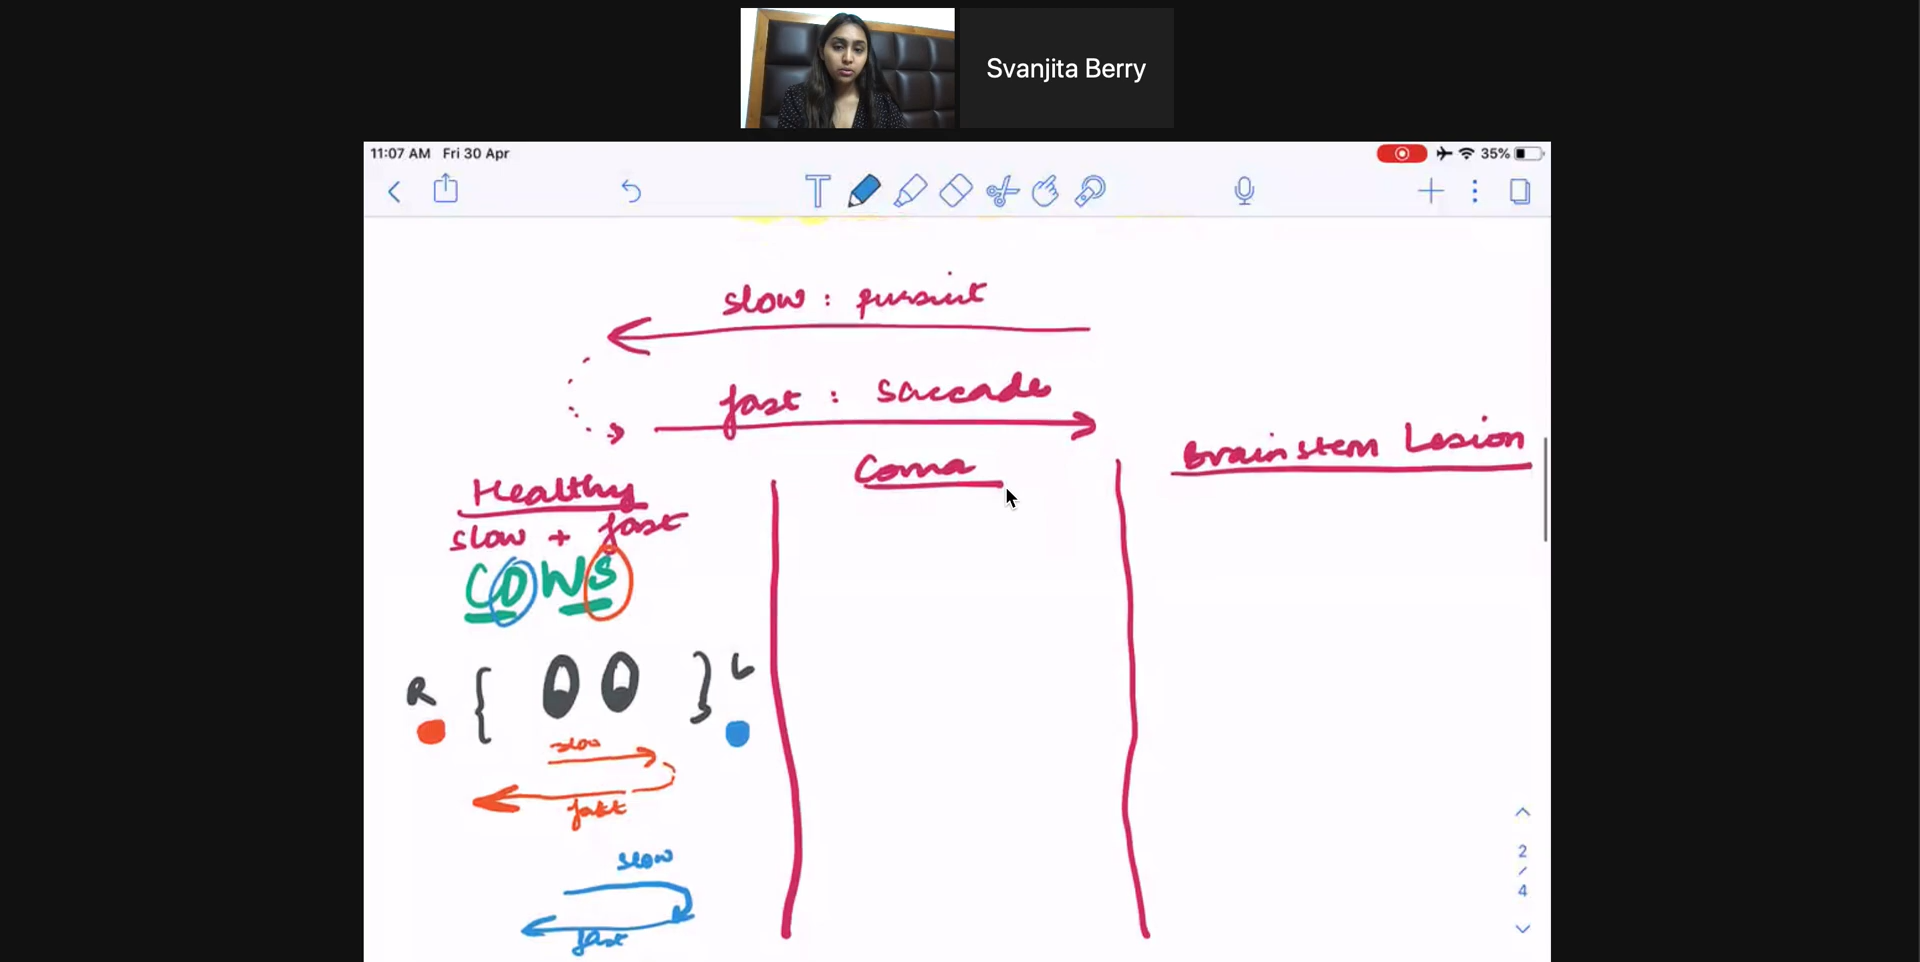 Svanjita Berry
11:07 AM Fri 30 Apr
35%
T
slow : pursuit
fast : Saccade
Healthy
slow + fast
COWS
R { } L
slow
fast
slow
fast
Coma
Brainstem Lesion
2
/
4